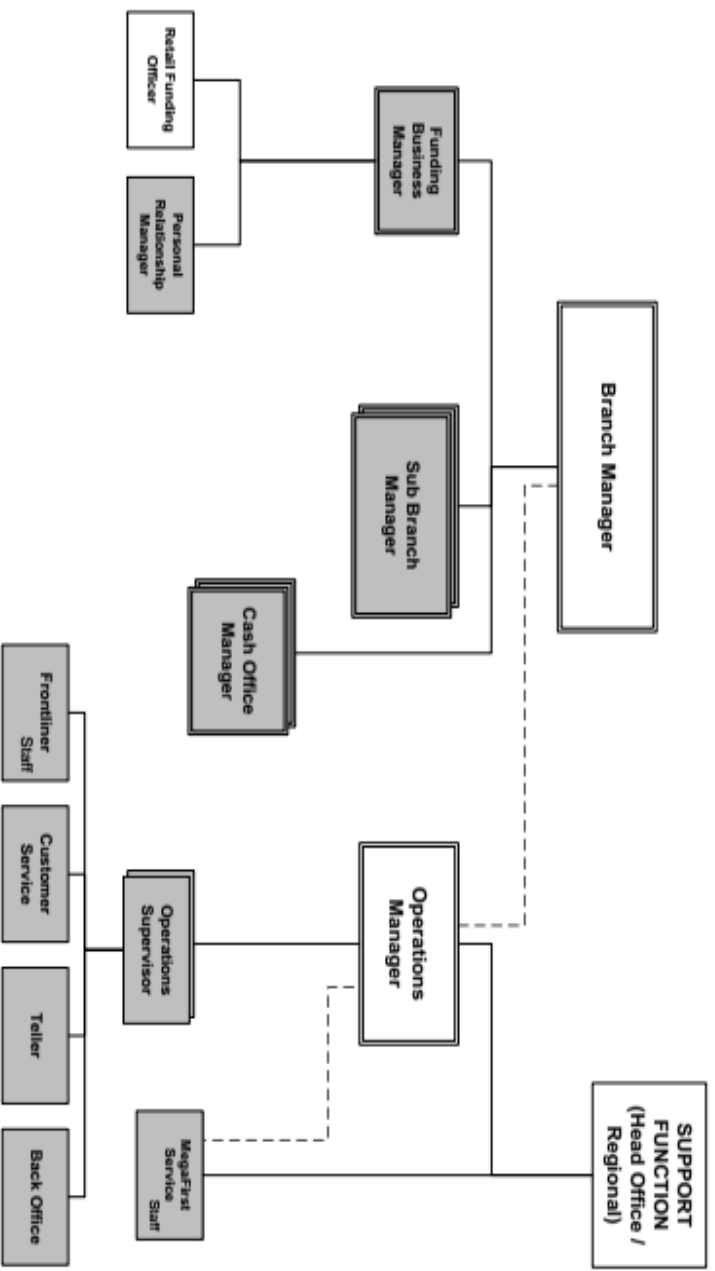 Branch Manager
SUPPORT
FUNCTION
(Head Office /
Regional)
Funding
Business
Manager
Sub Branch
Manager
Cash Office
Manager
Operations
Manager
Retail Funding
Officer
Personal
Relationship
Manager
Operations
Supervisor
MegaFirst
Service
Staff
Frontliner
Staff
Customer
Service
Teller
Back Office